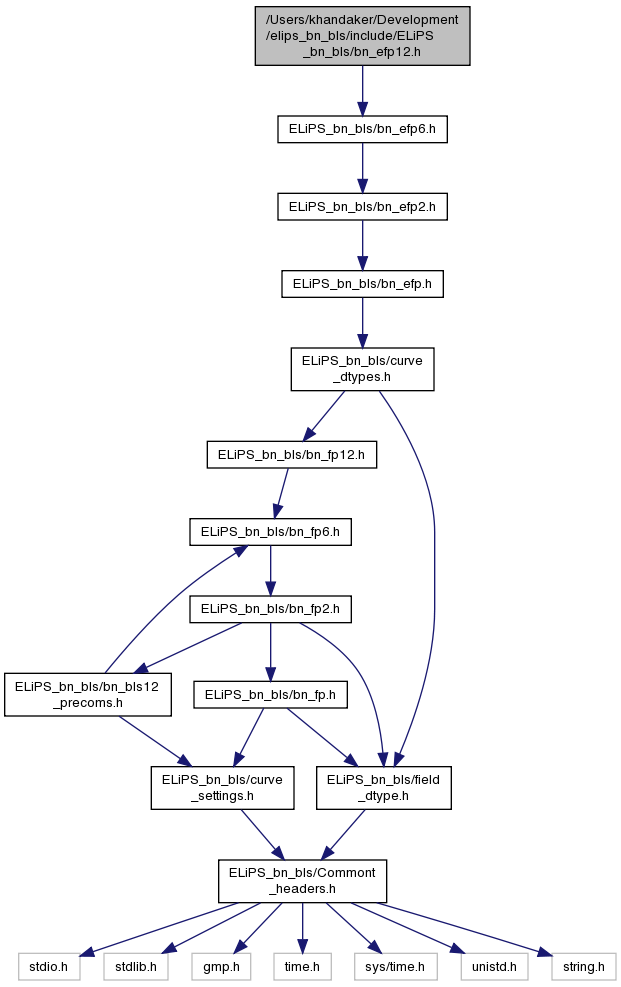 /Users/khandaker/Development
/elips_bn_bls/include/ELiPS
_bn_bls/bn_efp12.h
ELiPS_bn_bls/bn_efp6.h
ELiPS_bn_bls/bn_efp2.h
ELiPS_bn_bls/bn_efp.h
ELiPS_bn_bls/curve
_dtypes.h
ELiPS_bn_bls/bn_fp12.h
ELiPS_bn_bls/bn_fp6.h
ELiPS_bn_bls/bn_fp2.h
ELiPS_bn_bls/bn_bls12
_precoms.h
ELiPS_bn_bls/bn_fp.h
ELiPS_bn_bls/curve
_settings.h
ELiPS_bn_bls/field
_dtype.h
ELiPS_bn_bls/Commont
_headers.h
stdio.h
stdlib.h
gmp.h
time.h
sys/time.h
unistd.h
string.h